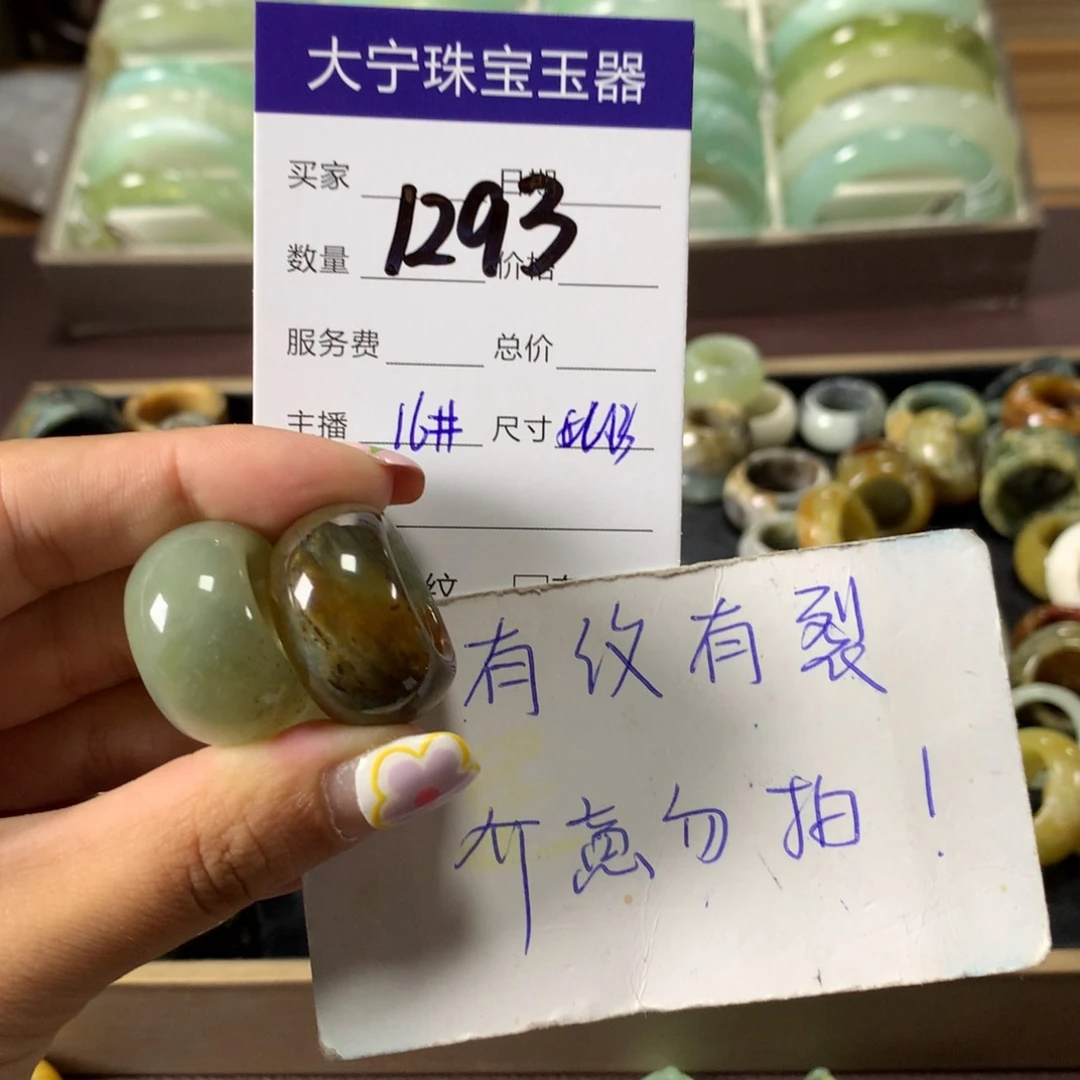 大宁珠宝玉器
买家 日期
1293
数量 价格
服务费 总价
主播 16# 尺寸
纹
有纹有裂
介意勿拍！